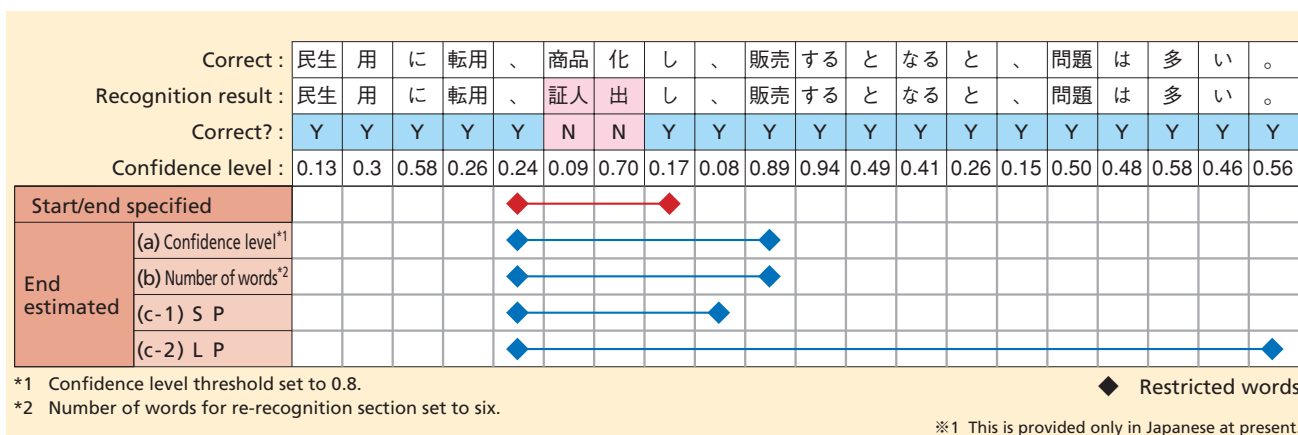 Correct : 民生 用 に 転用 、 商品 化 し 、 販売 する と なる と 、 問題 は 多 い 。
Recognition result : 民生 用 に 転用 、 証人 出 し 、 販売 する と なる と 、 問題 は 多 い 。
Correct? : Y Y Y Y Y N N Y Y Y Y Y Y Y Y Y Y Y Y Y
Confidence level : 0.13 0.3 0.58 0.26 0.24 0.09 0.70 0.17 0.08 0.89 0.94 0.49 0.41 0.26 0.15 0.50 0.48 0.58 0.46 0.56
Start/end specified
End estimated
(a) Confidence level*1
(b) Number of words*2
(c-1) S P
(c-2) L P
*1 Confidence level threshold set to 0.8.
*2 Number of words for re-recognition section set to six.
◆ Restricted words
※1 This is provided only in Japanese at present.